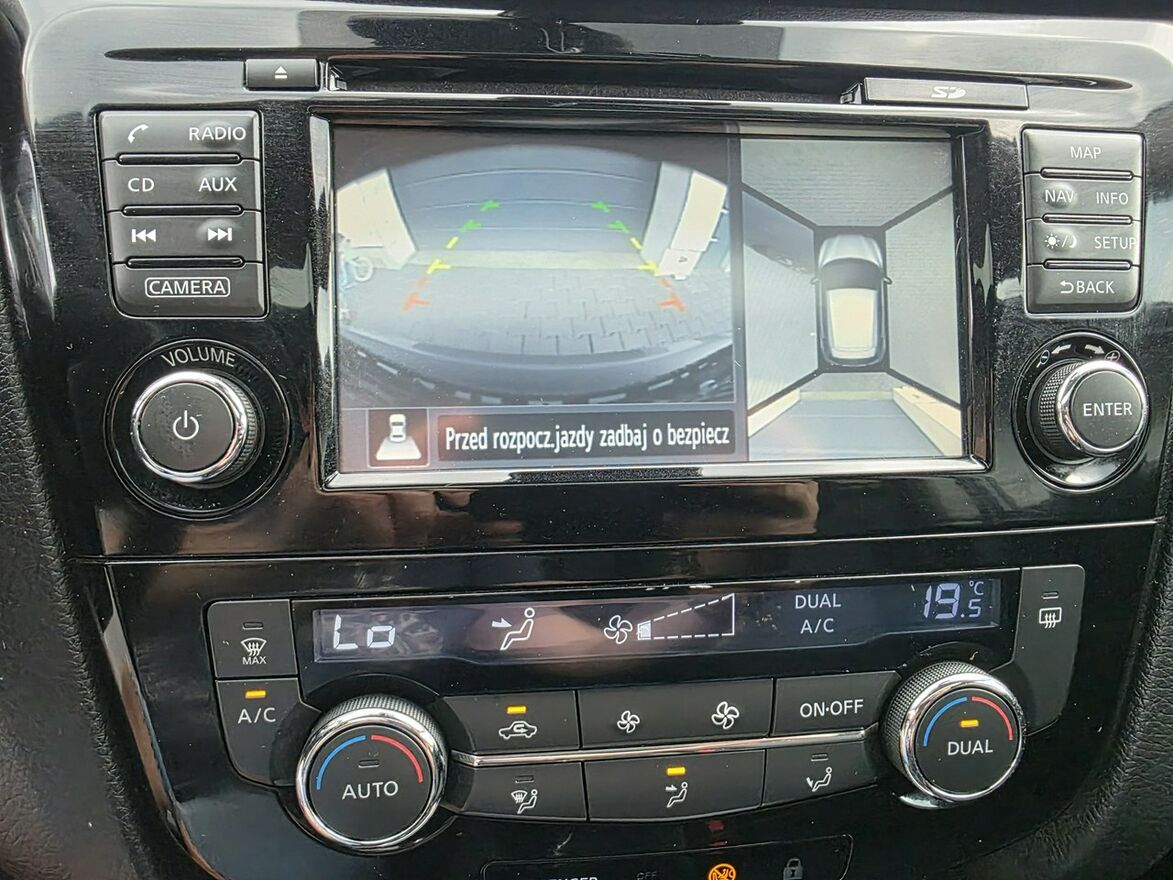 SD
RADIO
CD AUX
CAMERA
VOLUME
MAP
NAV INFO
SETUP
BACK
ENTER
Przed rozpocz.jazdy zadbaj o bezpiecz
Lo
DUAL
A/C
19.5 °C
MAX
A/C
AUTO
ON·OFF
DUAL
OFF